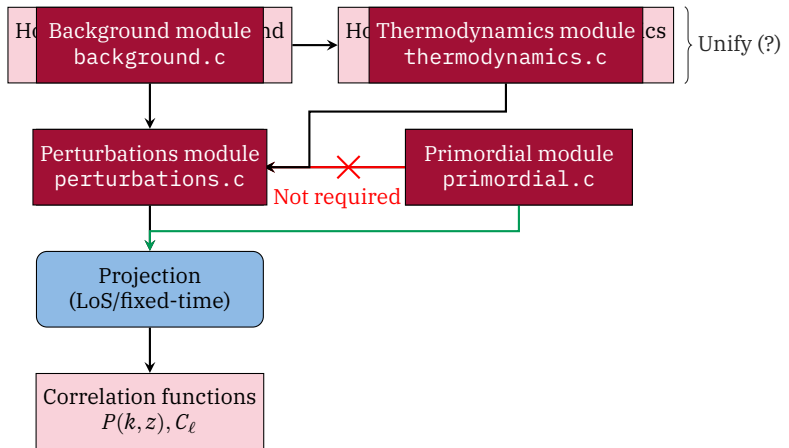 Background module
background.c
Thermodynamics module
thermodynamics.c
Unify (?)
Perturbations module
perturbations.c
Primordial module
primordial.c
Not required
Projection
(LoS/fixed-time)
Correlation functions
P(k, z), Cℓ